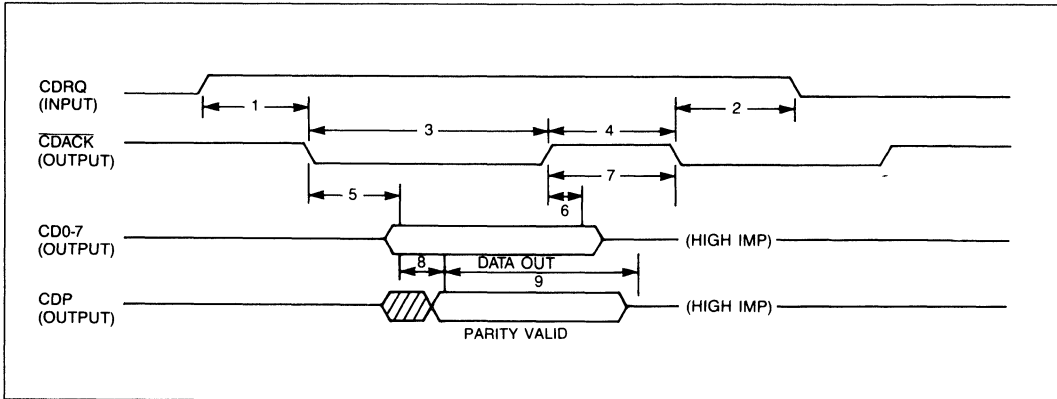 CDRQ
(INPUT)
1
2
CDACK
(OUTPUT)
3
4
5
7
6
CD0-7
(OUTPUT)
(HIGH IMP)
8
DATA OUT
9
CDP
(OUTPUT)
(HIGH IMP)
PARITY VALID